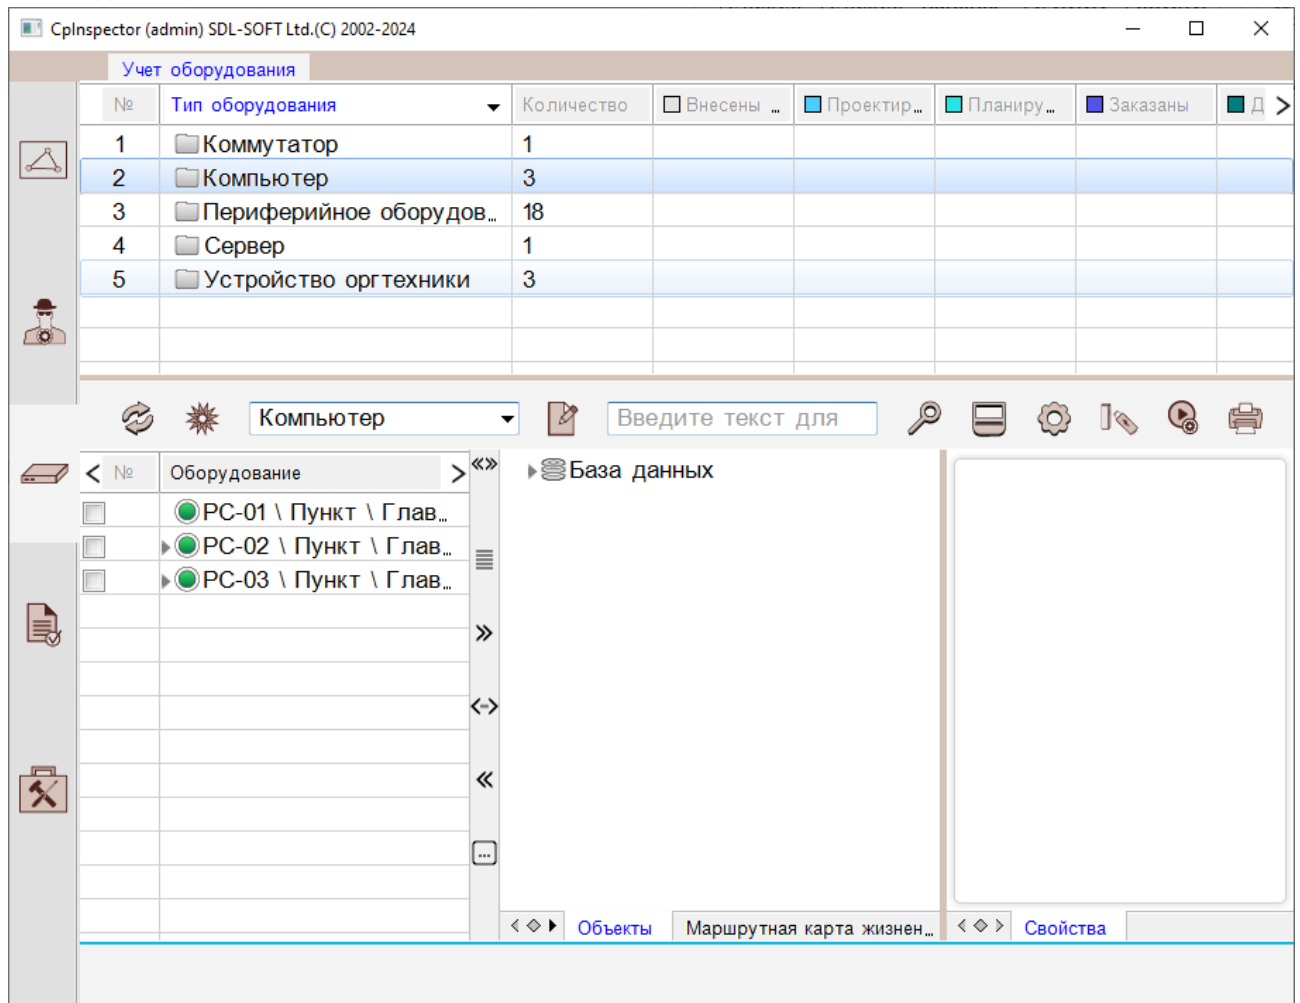 CpInspector (admin) SDL-SOFT Ltd.(C) 2002-2024
Учет оборудования
№ Тип оборудования Количество Внесены ... Проектир... Планиру... Заказаны Д
1 Коммутатор 1
2 Компьютер 3
3 Периферийное оборудов... 18
4 Сервер 1
5 Устройство оргтехники 3
Компьютер Введите текст для
№ Оборудование
База данных
PC-01 \ Пункт \ Глав...
PC-02 \ Пункт \ Глав...
PC-03 \ Пункт \ Глав...
Объекты Маршрутная карта жизнен... Свойства